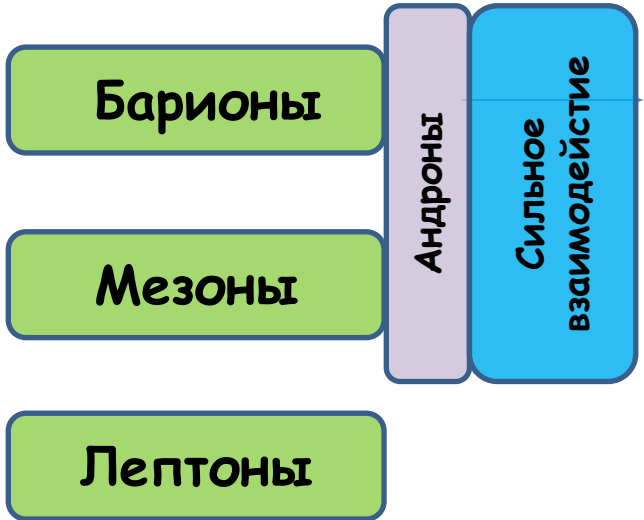 Барионы
Мезоны
Лептоны
Андроны
Сильное
взаимодейстие